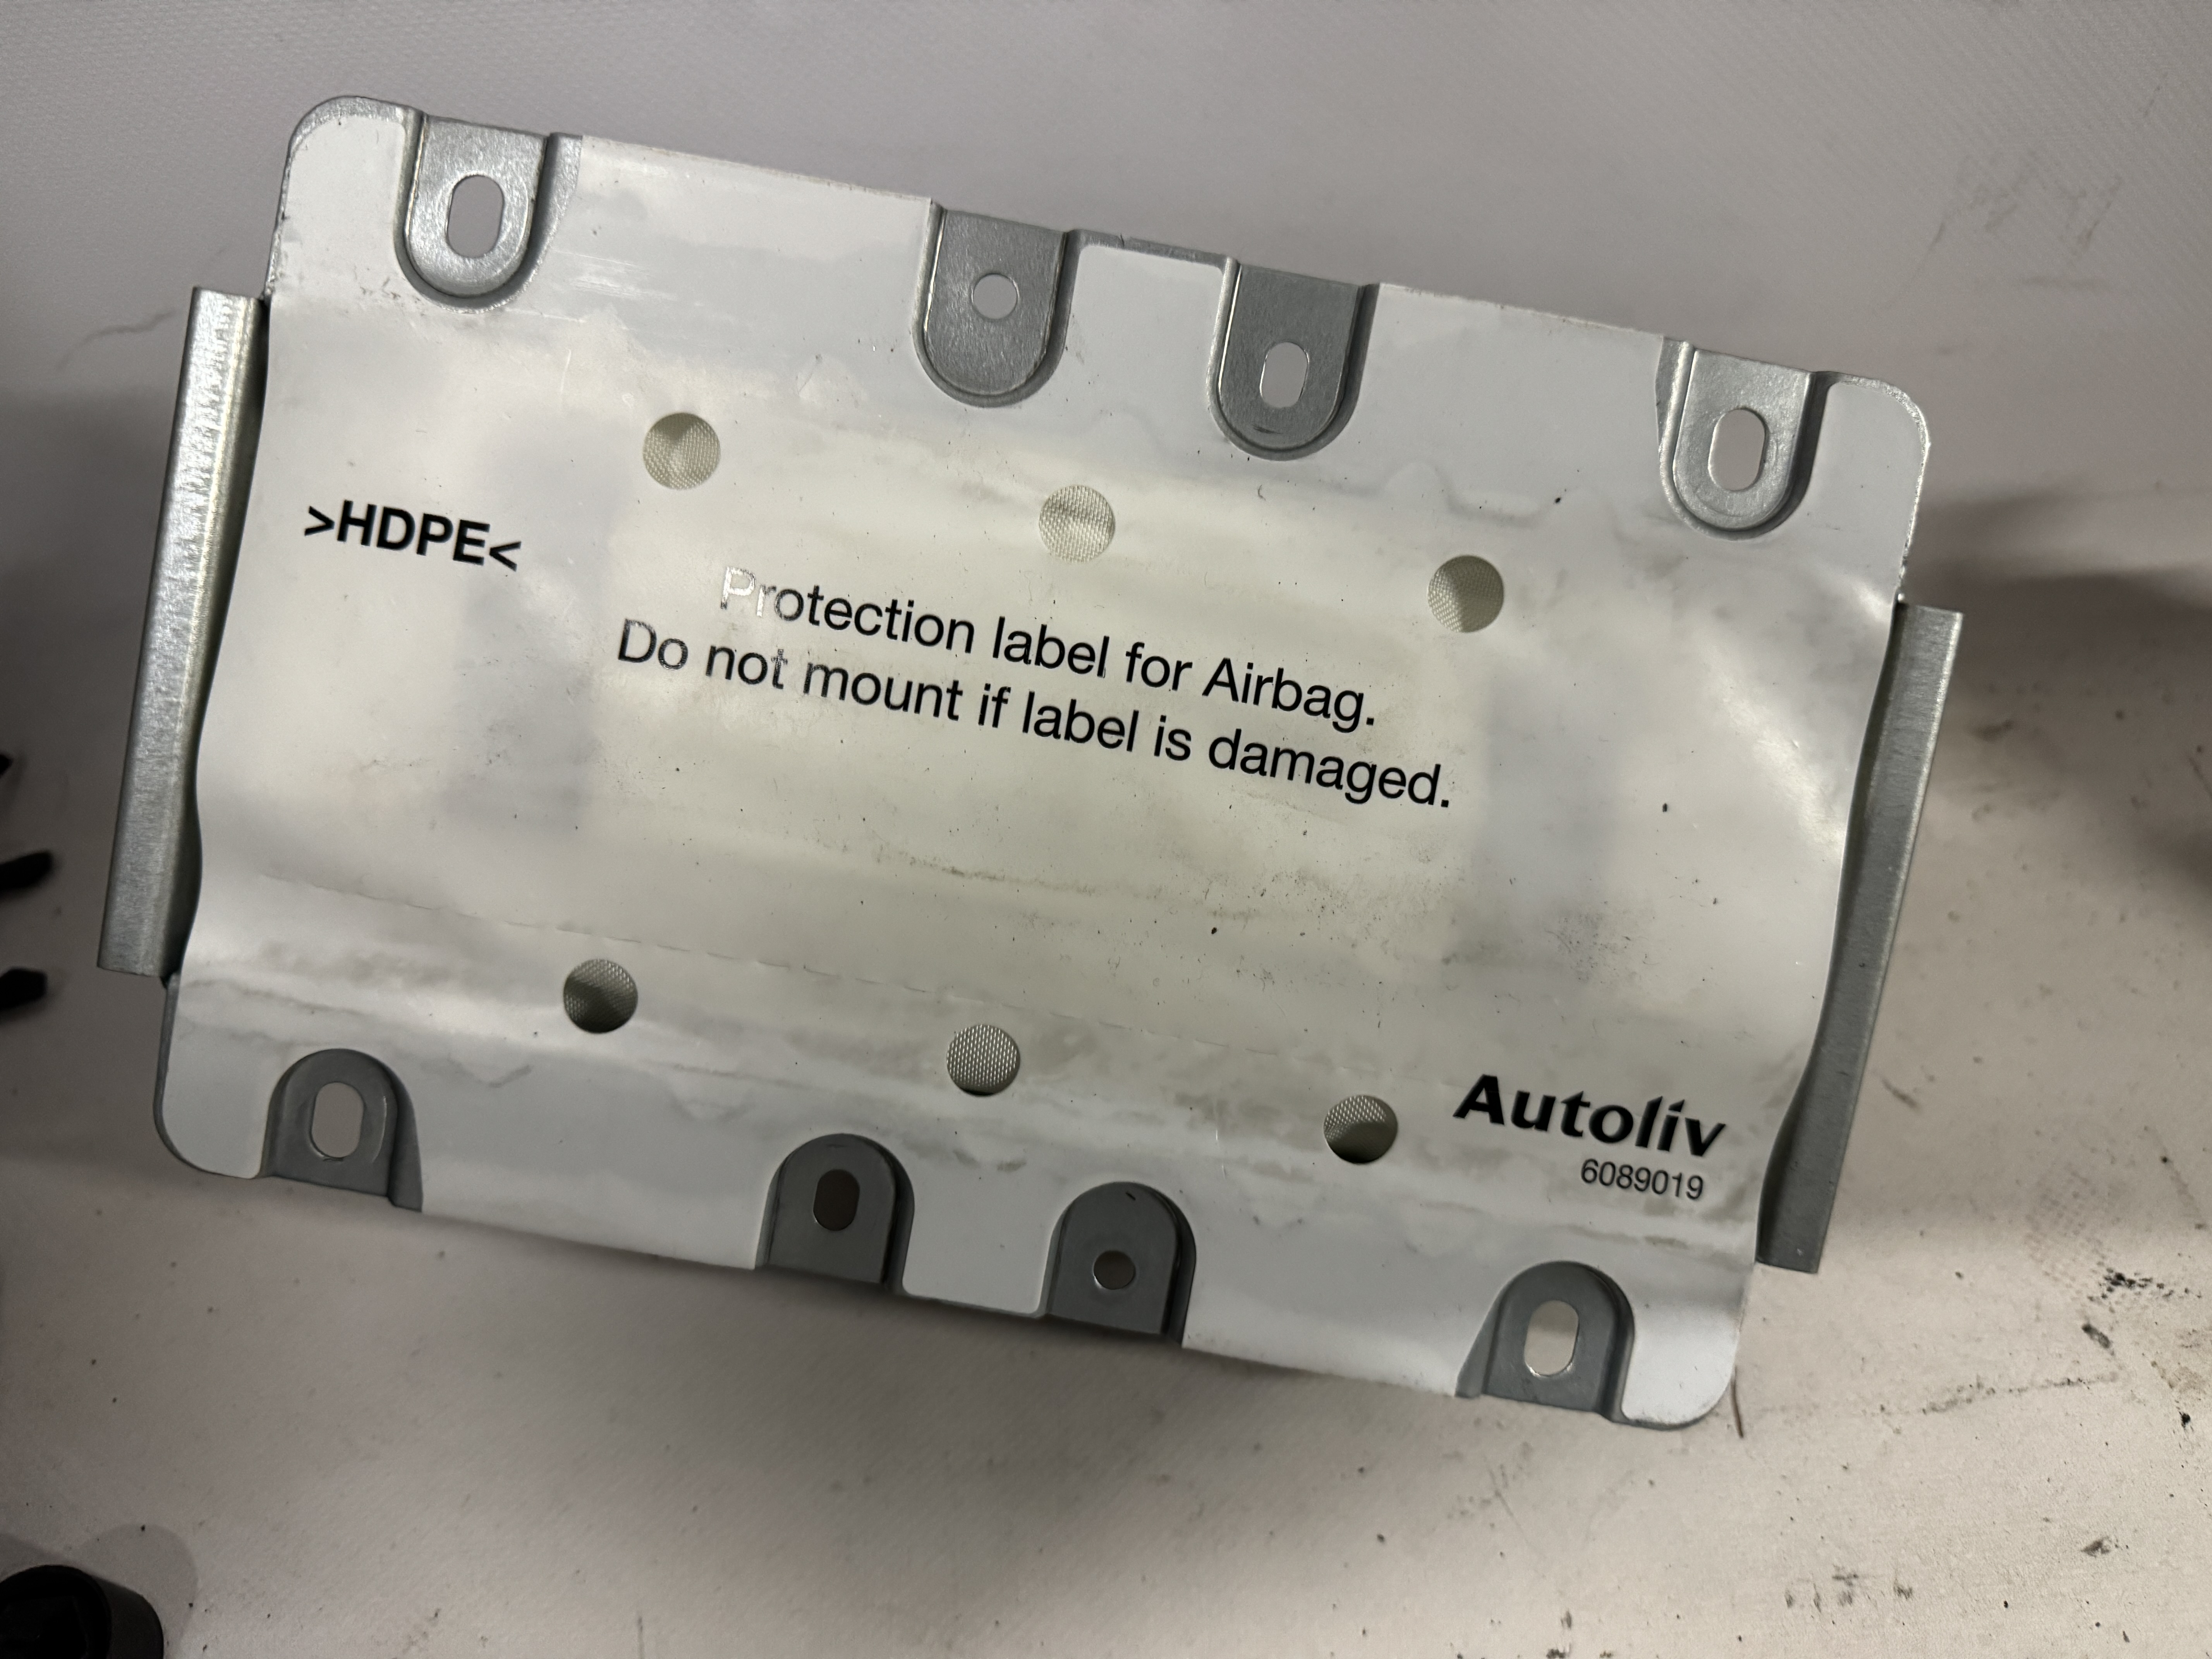 >HDPE<
Protection label for Airbag.
Do not mount if label is damaged.
Autoliv
6089019